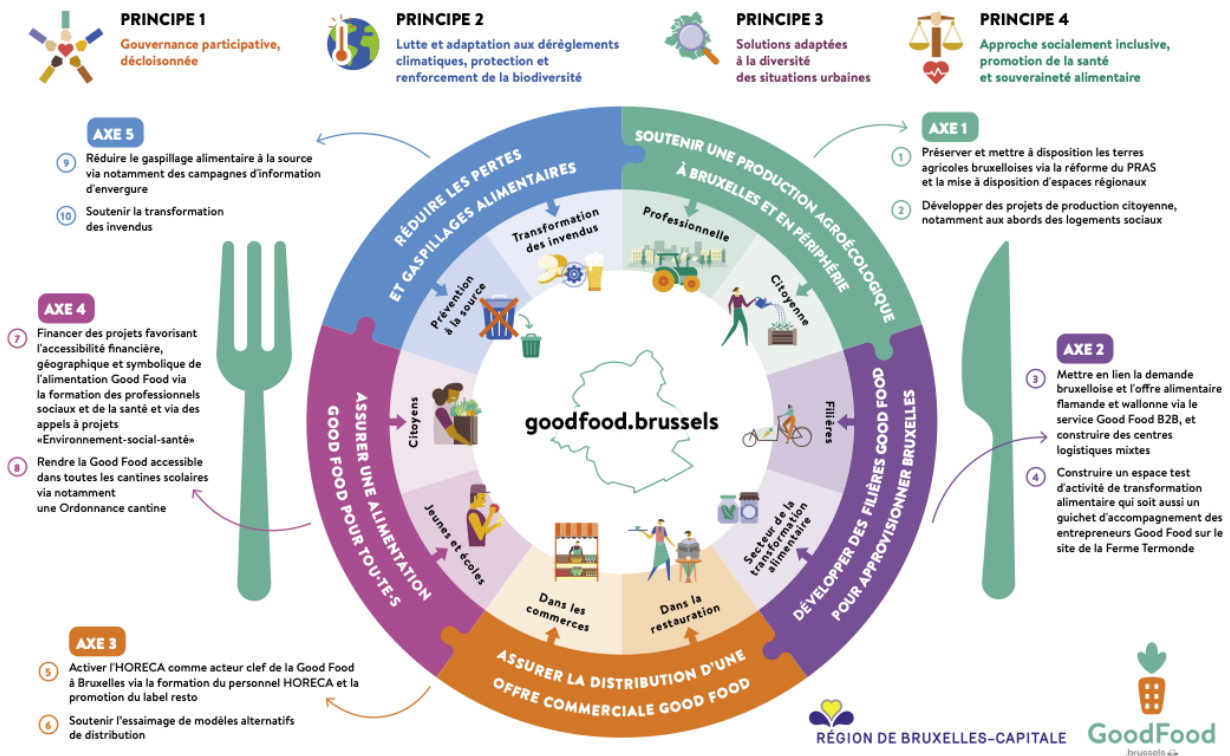 PRINCIPE 1
Gouvernance participative,
décloisonnée
PRINCIPE 2
Lutte et adaptation aux dérèglements
climatiques, protection et
renforcement de la biodiversité
PRINCIPE 3
Solutions adaptées
à la diversité
des situations urbaines
PRINCIPE 4
Approche socialement inclusive,
promotion de la santé
et souveraineté alimentaire
AXE 5
9 Réduire le gaspillage alimentaire à la source
via notamment des campagnes d'information
d'envergure
10 Soutenir la transformation
des invendus
AXE 1
1 Préserver et mettre à disposition les terres
agricoles bruxelloises via la réforme du PRAS
et la mise à disposition d'espaces régionaux
2 Développer des projets de production citoyenne,
notamment aux abords des logements sociaux
AXE 4
7 Financer des projets favorisant
l'accessibilité financière,
géographique et symbolique de
l'alimentation Good Food via
la formation des professionnels
sociaux et de la santé et via des
appels à projets
«Environnement-social-santé»
8 Rendre la Good Food accessible
dans toutes les cantines scolaires
via notamment
une Ordonnance cantine
AXE 2
3 Mettre en lien la demande
bruxelloise et l'offre alimentaire
flamande et wallonne via le
service Good Food B2B, et
construire des centres
logistiques mixtes
4 Construire un espace test
d'activité de transformation
alimentaire qui soit aussi un
guichet d'accompagnement des
entrepreneurs Good Food sur le
site de la Ferme Termonde
AXE 3
5 Activer l'HORECA comme acteur clef de la Good Food
à Bruxelles via la formation du personnel HORECA et la
promotion du label resto
6 Soutenir l'essaimage de modèles alternatifs
de distribution
RÉDUIRE LES PERTES
ET GASPILLAGES ALIMENTAIRES
Prévention
à la source
Transformation
des invendus
SOUTENIR UNE PRODUCTION AGROÉCOLOGIQUE
À BRUXELLES ET EN PÉRIPHÉRIE
Professionnelle
Citoyenne
DÉVELOPPER DES FILIÈRES GOOD FOOD
POUR APPROVISIONNER BRUXELLES
Filières
Secteur de la
transformation
alimentaire
ASSURER LA DISTRIBUTION D'UNE
OFFRE COMMERCIALE GOOD FOOD
Dans la
restauration
Dans les
commerces
ASSURER UNE ALIMENTATION
GOOD FOOD POUR TOU·TE·S
Jeunes et écoles
Citoyens
goodfood.brussels
RÉGION DE BRUXELLES-CAPITALE
GoodFood
.brussels